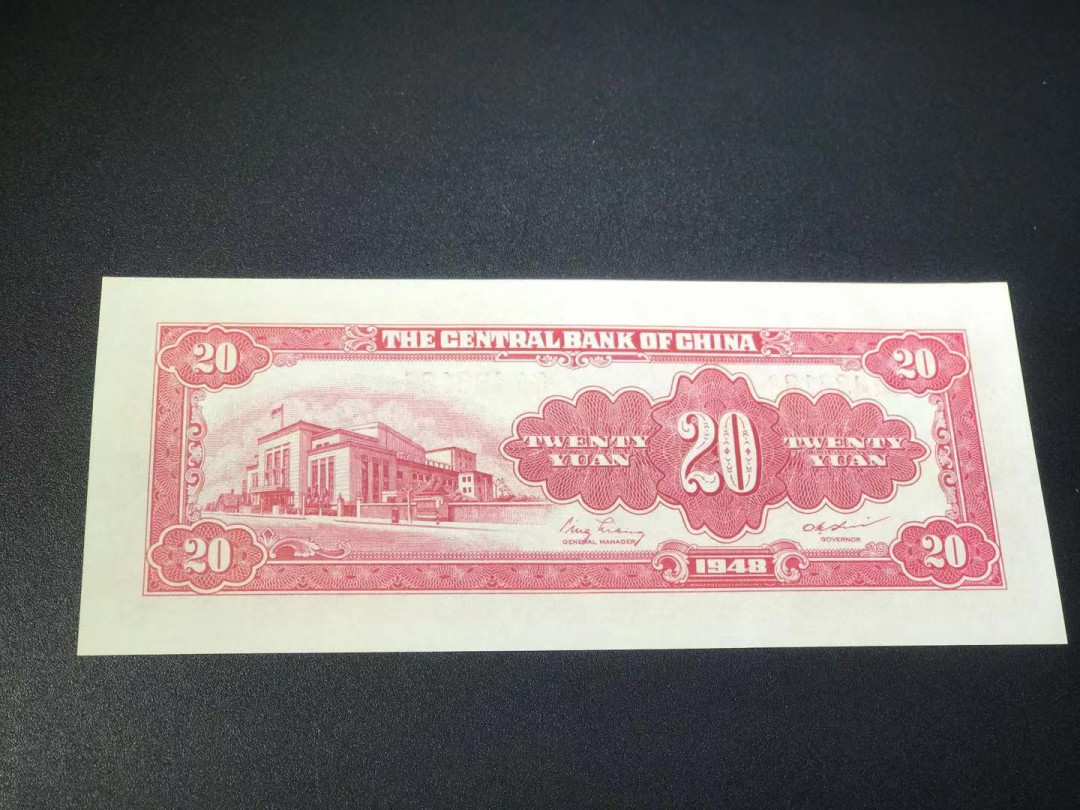 THE CENTRAL BANK OF CHINA
20
20
TWENTY
YUAN
20
TWENTY
YUAN
GENERAL MANAGER
GOVERNOR
20
1948
20